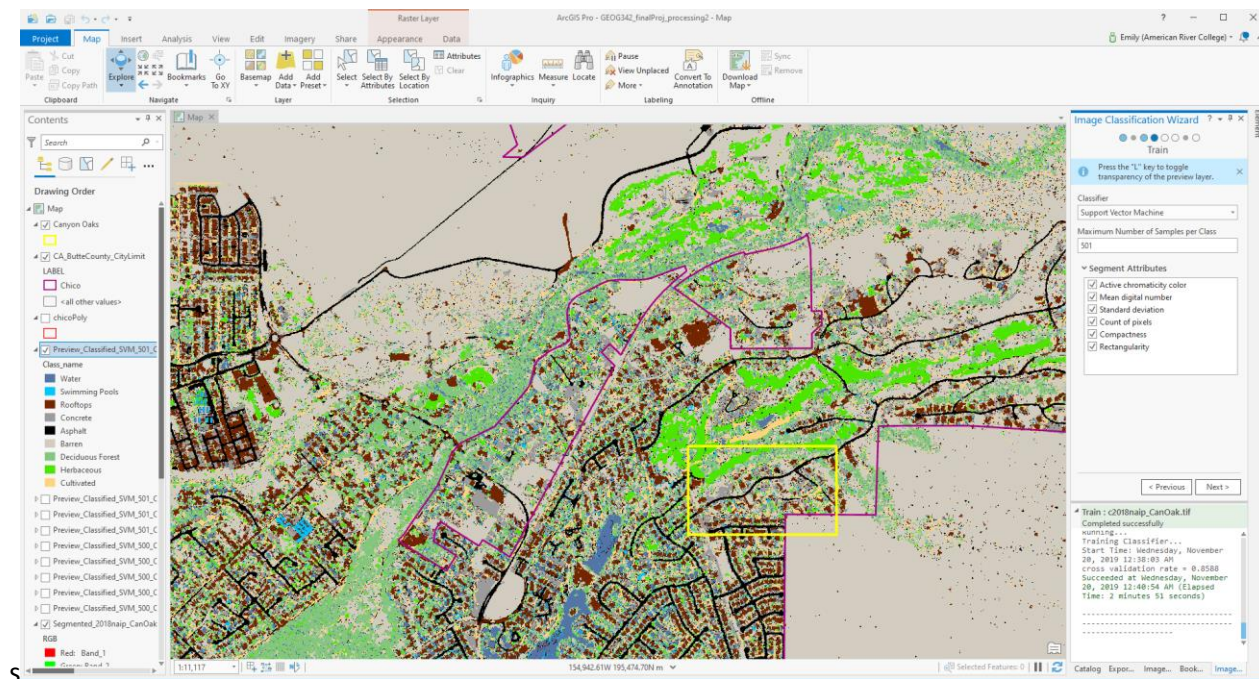 Raster Layer
ArcGIS Pro - GEOG342_finalProj_processing2 - Map
Project Map Insert Analysis View Edit Imagery Share Appearance Data
Emily (American River College)
Paste
Cut
Copy
Copy Path
Clipboard
Explore
Bookmarks
Go To XY
Navigate
Basemap
Add Data
Add Preset
Layer
Select
Select By Attributes
Select By Location
Attributes
Clear
Selection
Infographics
Measure
Locate
Inquiry
Pause
View Unplaced
More
Convert To Annotation
Labeling
Download Map
Sync
Remove
Offline
Contents
Search
Drawing Order
Map
Canyon Oaks
CA_ButteCounty_CityLimit
LABEL
Chico
<all other values>
chicoPoly
Preview_Classified_SVM_501_C
Class_name
Water
Swimming Pools
Rooftops
Concrete
Asphalt
Barren
Deciduous Forest
Herbaceous
Cultivated
Preview_Classified_SVM_501_C
Preview_Classified_SVM_501_C
Preview_Classified_SVM_501_C
Preview_Classified_SVM_500_C
Preview_Classified_SVM_500_C
Preview_Classified_SVM_500_C
Preview_Classified_SVM_500_C
Preview_Classified_SVM_500_C
Segmented_2018naip_CanOak
RGB
Red: Band_1
Green: Band_2
s
Map
1:11,117
154,942.61W 195,474.70N m
Selected Features: 0
Image Classification Wizard
Train
Press the "L" key to toggle
transparency of the preview layer.
Classifier
Support Vector Machine
Maximum Number of Samples per Class
501
Segment Attributes
Active chromaticity color
Mean digital number
Standard deviation
Count of pixels
Compactness
Rectangularity
< Previous Next >
Train : c2018naip_CanOak.tif
Completed successfully
Running...
Training Classifier...
Start Time: Wednesday, November
20, 2019 12:38:03 AM
cross validation rate = 0.8588
Succeeded at Wednesday, November
20, 2019 12:40:54 AM (Elapsed
Time: 2 minutes 51 seconds)
Catalog Expor... Image... Book... Image...
Element